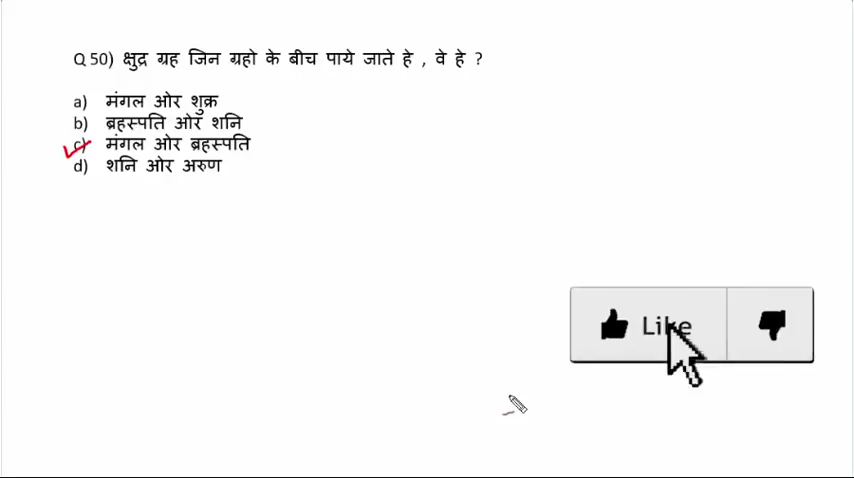 Q 50) क्षुद्र ग्रह जिन ग्रहो के बीच पाये जाते हे , वे हे ?
a) मंगल ओर शुक्र
b) ब्रहस्पति ओर शनि
c) मंगल ओर ब्रहस्पति
d) शनि ओर अरुण
Like